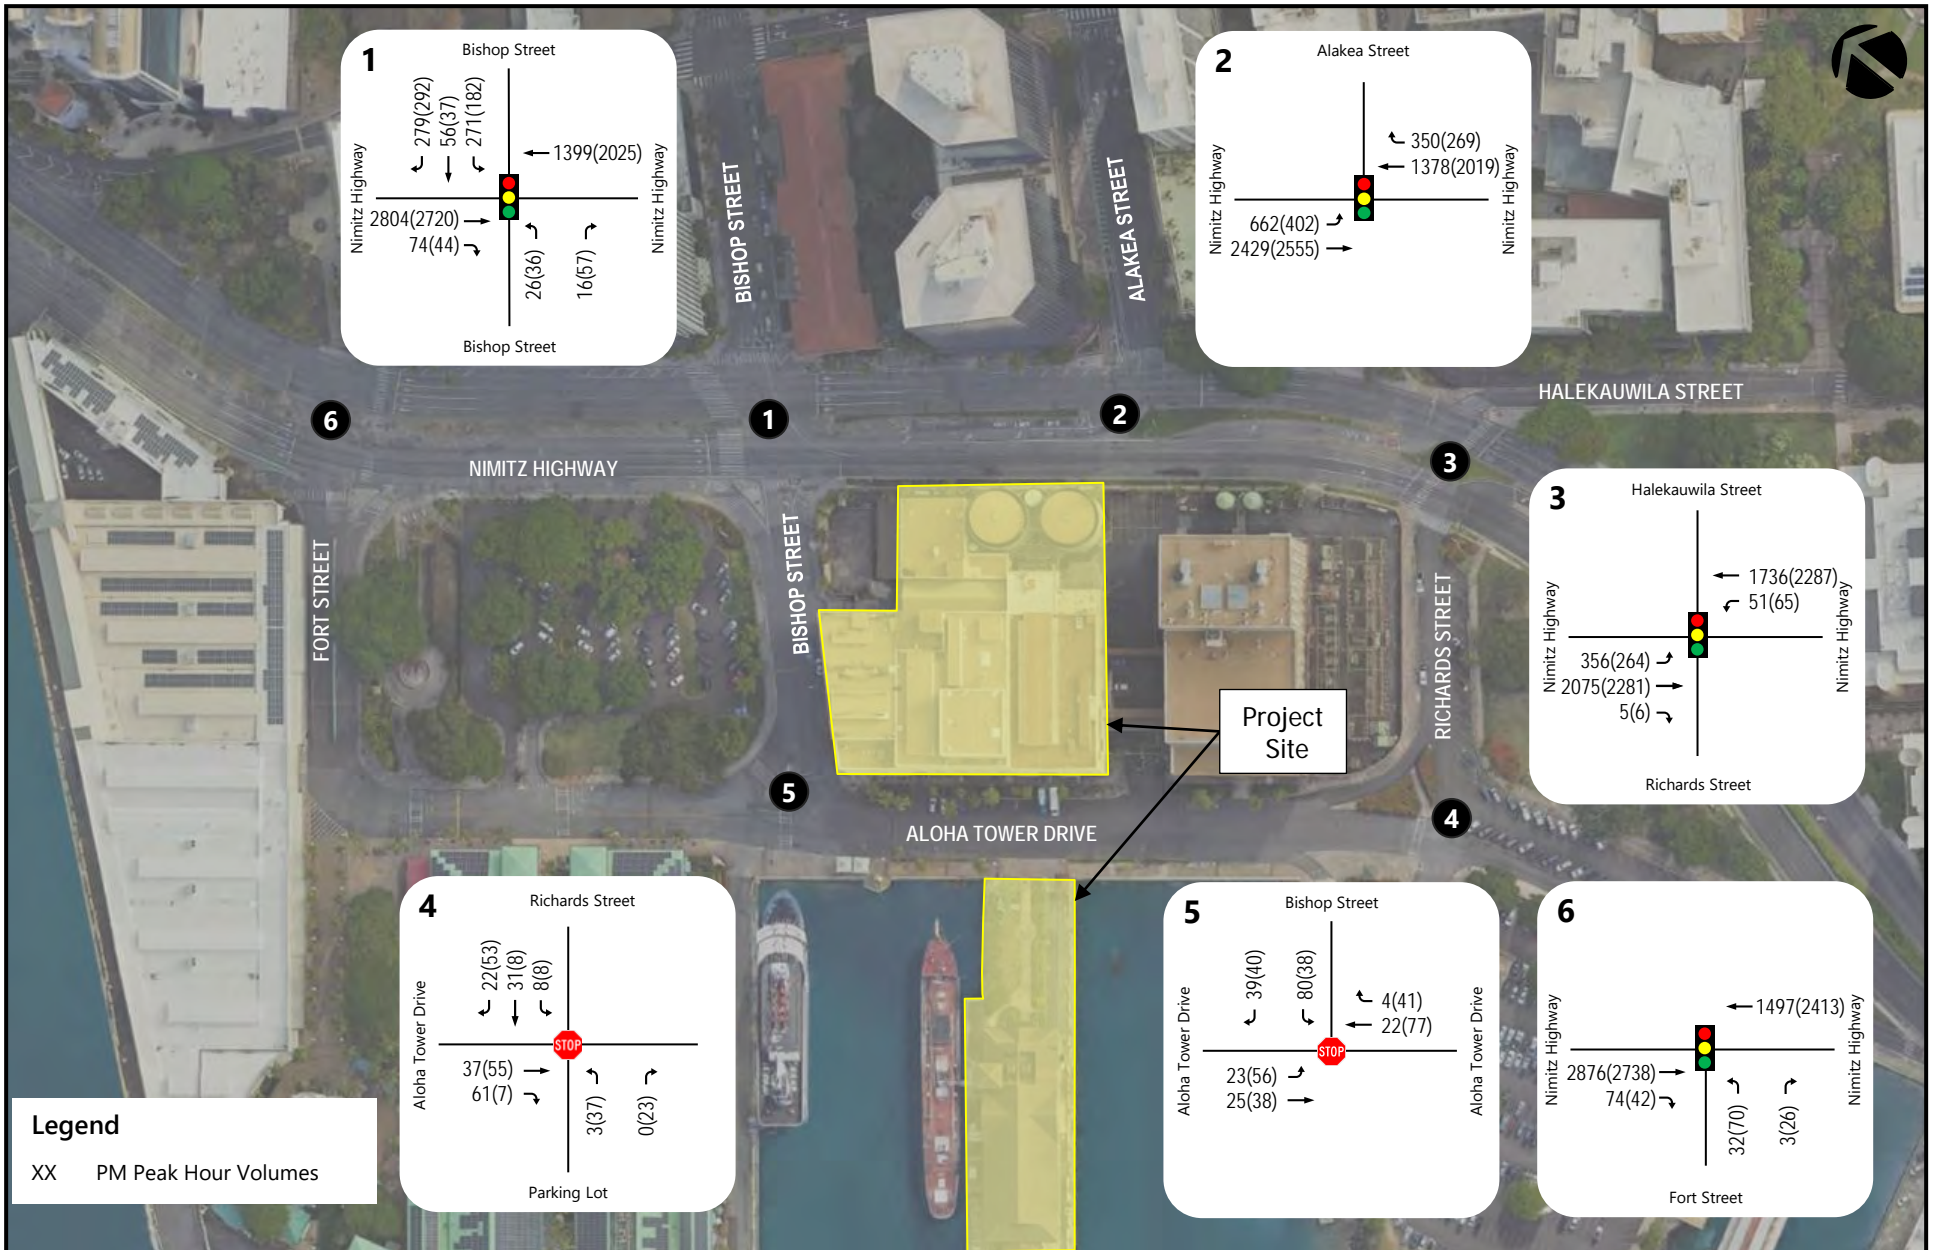 1
Bishop Street
279(292)
56(37)
271(182)
1399(2025)
Nimitz Highway
Nimitz Highway
2804(2720)
74(44)
26(36)
16(57)
Bishop Street
2
Alakea Street
350(269)
1378(2019)
Nimitz Highway
Nimitz Highway
662(402)
2429(2555)
BISHOP STREET
ALAKEA STREET
HALEKAUWILA STREET
6
1
2
3
NIMITZ HIGHWAY
3
Halekauwila Street
1736(2287)
51(65)
Nimitz Highway
Nimitz Highway
356(264)
2075(2281)
5(6)
Richards Street
FORT STREET
BISHOP STREET
RICHARDS STREET
Project
Site
5
4
ALOHA TOWER DRIVE
4
Richards Street
22(53)
31(8)
8(8)
Aloha Tower Drive
STOP
37(55)
61(7)
3(37)
0(23)
Parking Lot
5
Bishop Street
39(40)
80(38)
4(41)
22(77)
Aloha Tower Drive
Aloha Tower Drive
STOP
23(56)
25(38)
6
1497(2413)
Nimitz Highway
Nimitz Highway
2876(2738)
74(42)
32(70)
3(26)
Fort Street
Legend
XX PM Peak Hour Volumes